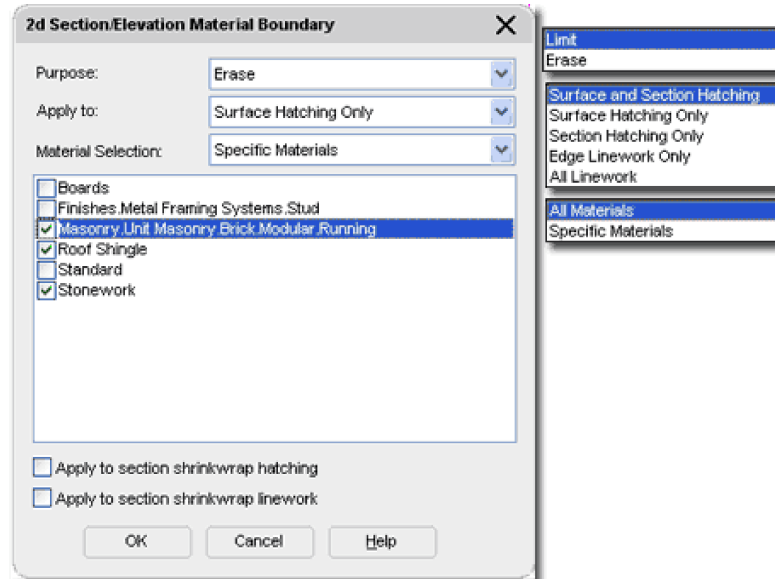 2d Section/Elevation Material Boundary
Purpose:
Erase
Apply to:
Surface Hatching Only
Material Selection:
Specific Materials
Boards
Finishes.Metal Framing Systems.Stud
Masonry.Unit Masonry.Brick.Modular.Running
Roof Shingle
Standard
Stonework
Apply to section shrinkwrap hatching
Apply to section shrinkwrap linework
OK
Cancel
Help
Limit
Erase
Surface and Section Hatching
Surface Hatching Only
Section Hatching Only
Edge Linework Only
All Linework
All Materials
Specific Materials